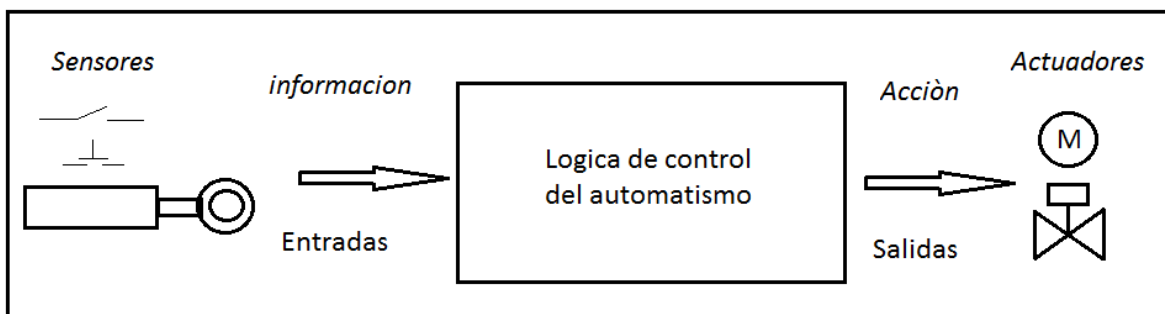 Sensores
informacion
Entradas
Logica de control
del automatismo
Acciòn
Salidas
Actuadores
M